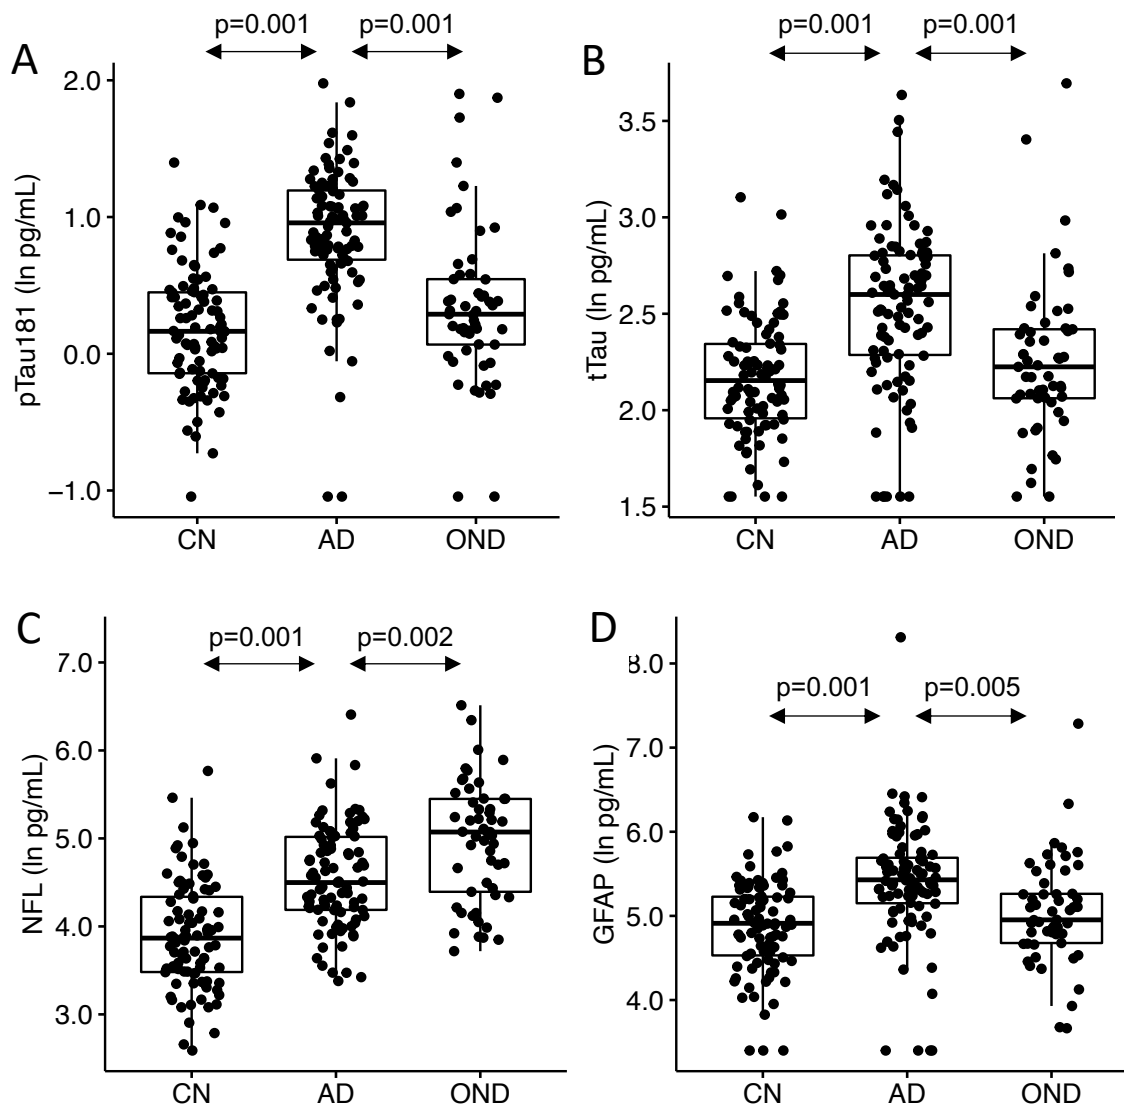 A
p=0.001 p=0.001
pTau181 (ln pg/mL)
2.0
1.0
0.0
−1.0
CN AD OND
B
p=0.001 p=0.001
tTau (ln pg/mL)
3.5
3.0
2.5
2.0
1.5
CN AD OND
C
p=0.001 p=0.002
NFL (ln pg/mL)
7.0
6.0
5.0
4.0
3.0
CN AD OND
D
p=0.001 p=0.005
GFAP (ln pg/mL)
8.0
7.0
6.0
5.0
4.0
CN AD OND